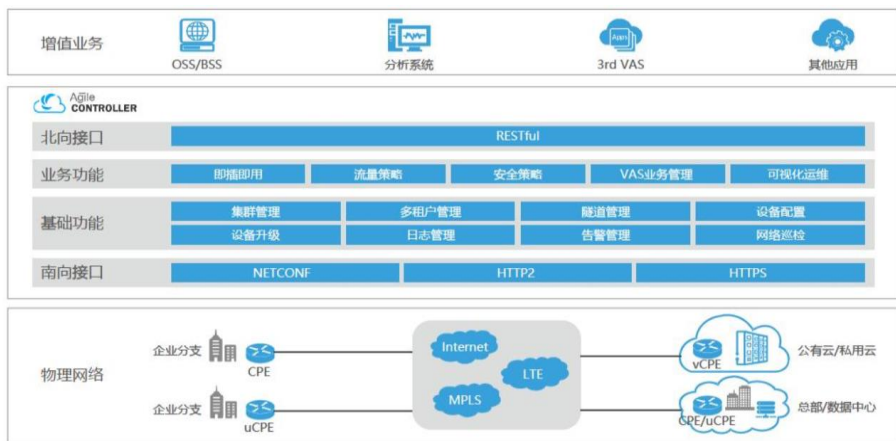 增值业务
OSS/BSS
分析系统
Apps
3rd VAS
其他应用
Agile
CONTROLLER
北向接口
RESTful
业务功能
即插即用
流量策略
安全策略
VAS业务管理
可视化运维
基础功能
集群管理
多租户管理
隧道管理
设备配置
设备升级
日志管理
告警管理
网络巡检
南向接口
NETCONF
HTTP2
HTTPS
物理网络
企业分支
CPE
Internet
LTE
MPLS
vCPE
公有云/私用云
企业分支
uCPE
CPE/uCPE
总部/数据中心